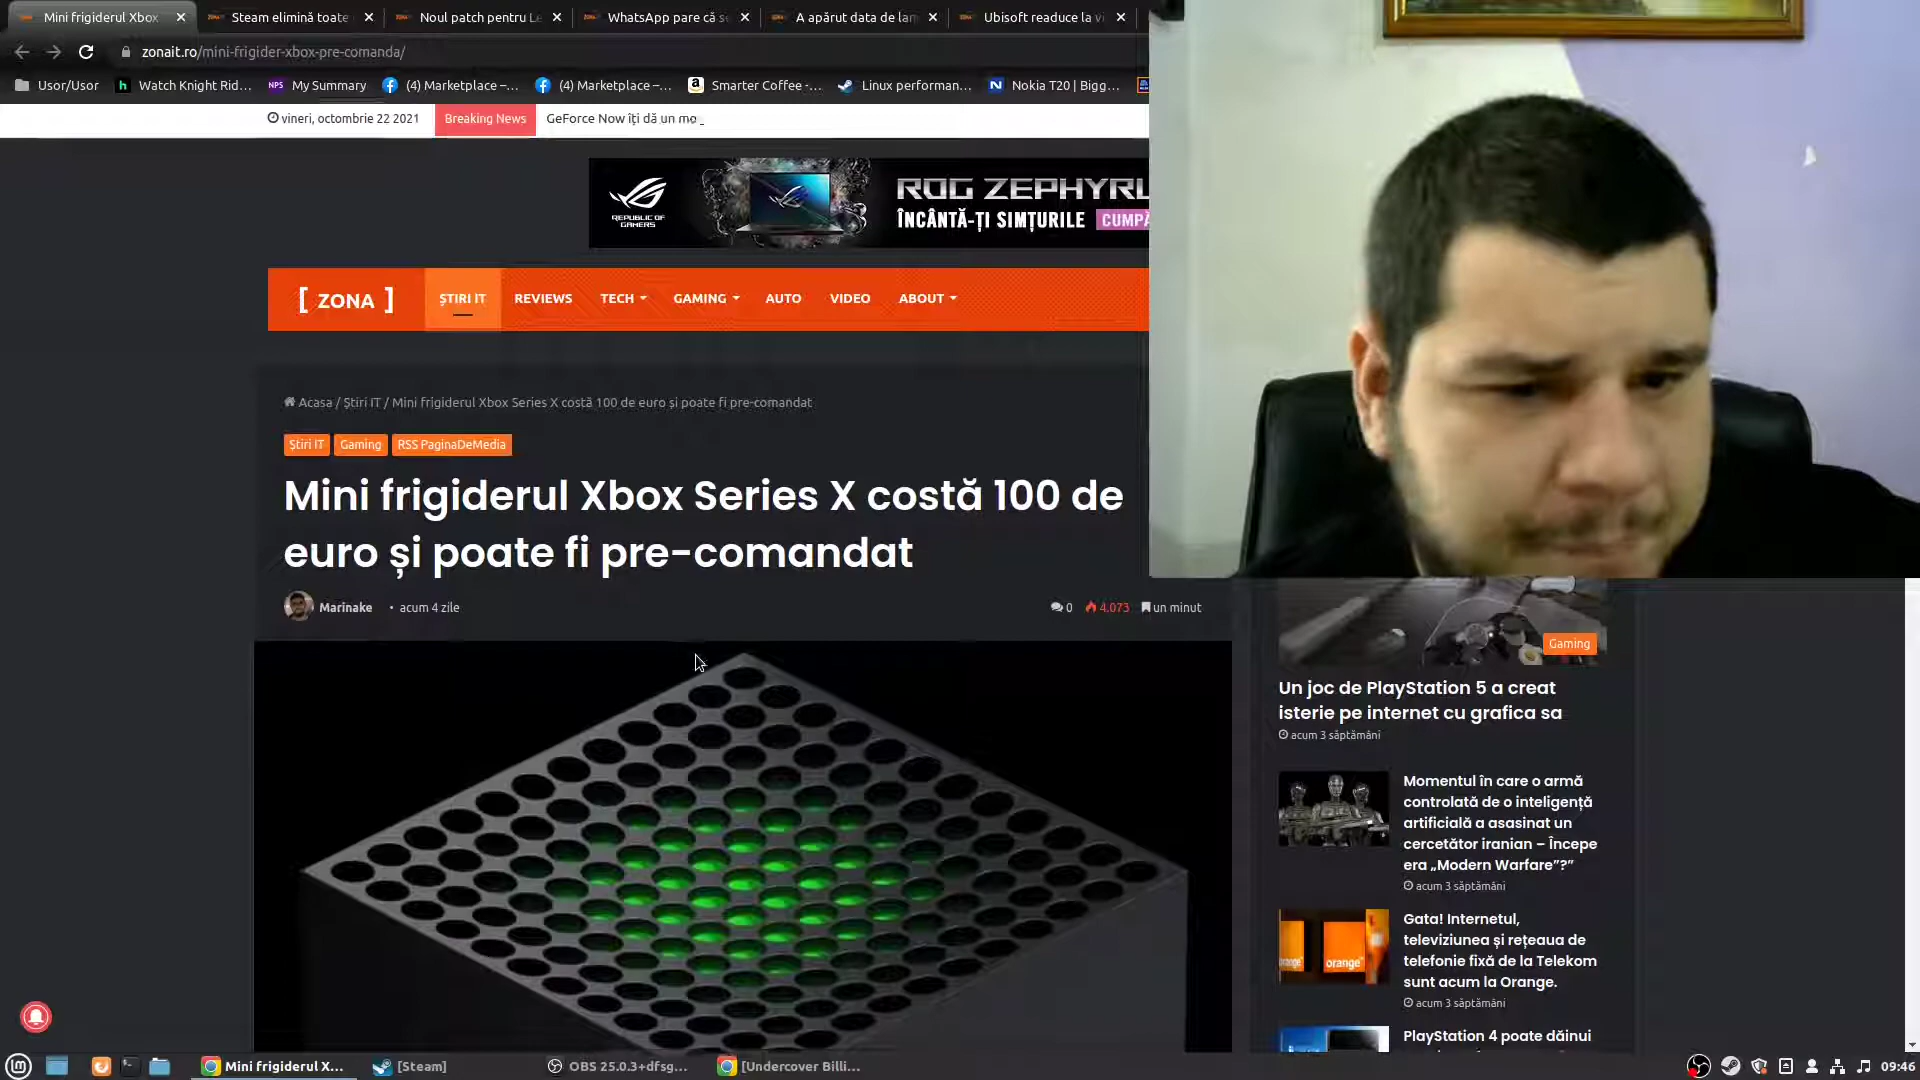 Mini frigiderul Xbox
Steam elimină toate
Noul patch pentru Le
WhatsApp pare că s
A apărut data de lan
Ubisoft readuce la vi
zonait.ro/mini-frigider-xbox-pre-comanda/
Usor/Usor
h Watch Knight Rid...
NPS My Summary
(4) Marketplace –...
(4) Marketplace –...
Smarter Coffee -...
Linux performan...
N Nokia T20 | Bigg...
vineri, octombrie 22 2021
Breaking News
GeForce Now îți dă un mo _
REPUBLIC OF
GAMERS
ROG ZEPHYRU
ÎNCÂNTĂ-ȚI SIMȚURILE
CUMPĂ
[ ZONA ]
ȘTIRI IT
REVIEWS
TECH
GAMING
AUTO
VIDEO
ABOUT
Acasa / Știri IT / Mini frigiderul Xbox Series X costă 100 de euro și poate fi pre-comandat
Știri IT
Gaming
RSS PaginaDeMedia
Mini frigiderul Xbox Series X costă 100 de
euro și poate fi pre-comandat
Marinake • acum 4 zile
0 4.073 un minut
Gaming
Un joc de PlayStation 5 a creat
isterie pe internet cu grafica sa
acum 3 săptămâni
Momentul în care o armă
controlată de o inteligență
artificială a asasinat un
cercetător iranian – Începe
era „Modern Warfare”?”
acum 3 săptămâni
orange
orange
Gata! Internetul,
televiziunea și rețeaua de
telefonie fixă de la Telekom
sunt acum la Orange.
acum 3 săptămâni
PlayStation 4 poate dăinui
Mini frigiderul X...
[Steam]
OBS 25.0.3+dfsg...
[Undercover Billi...
09:46